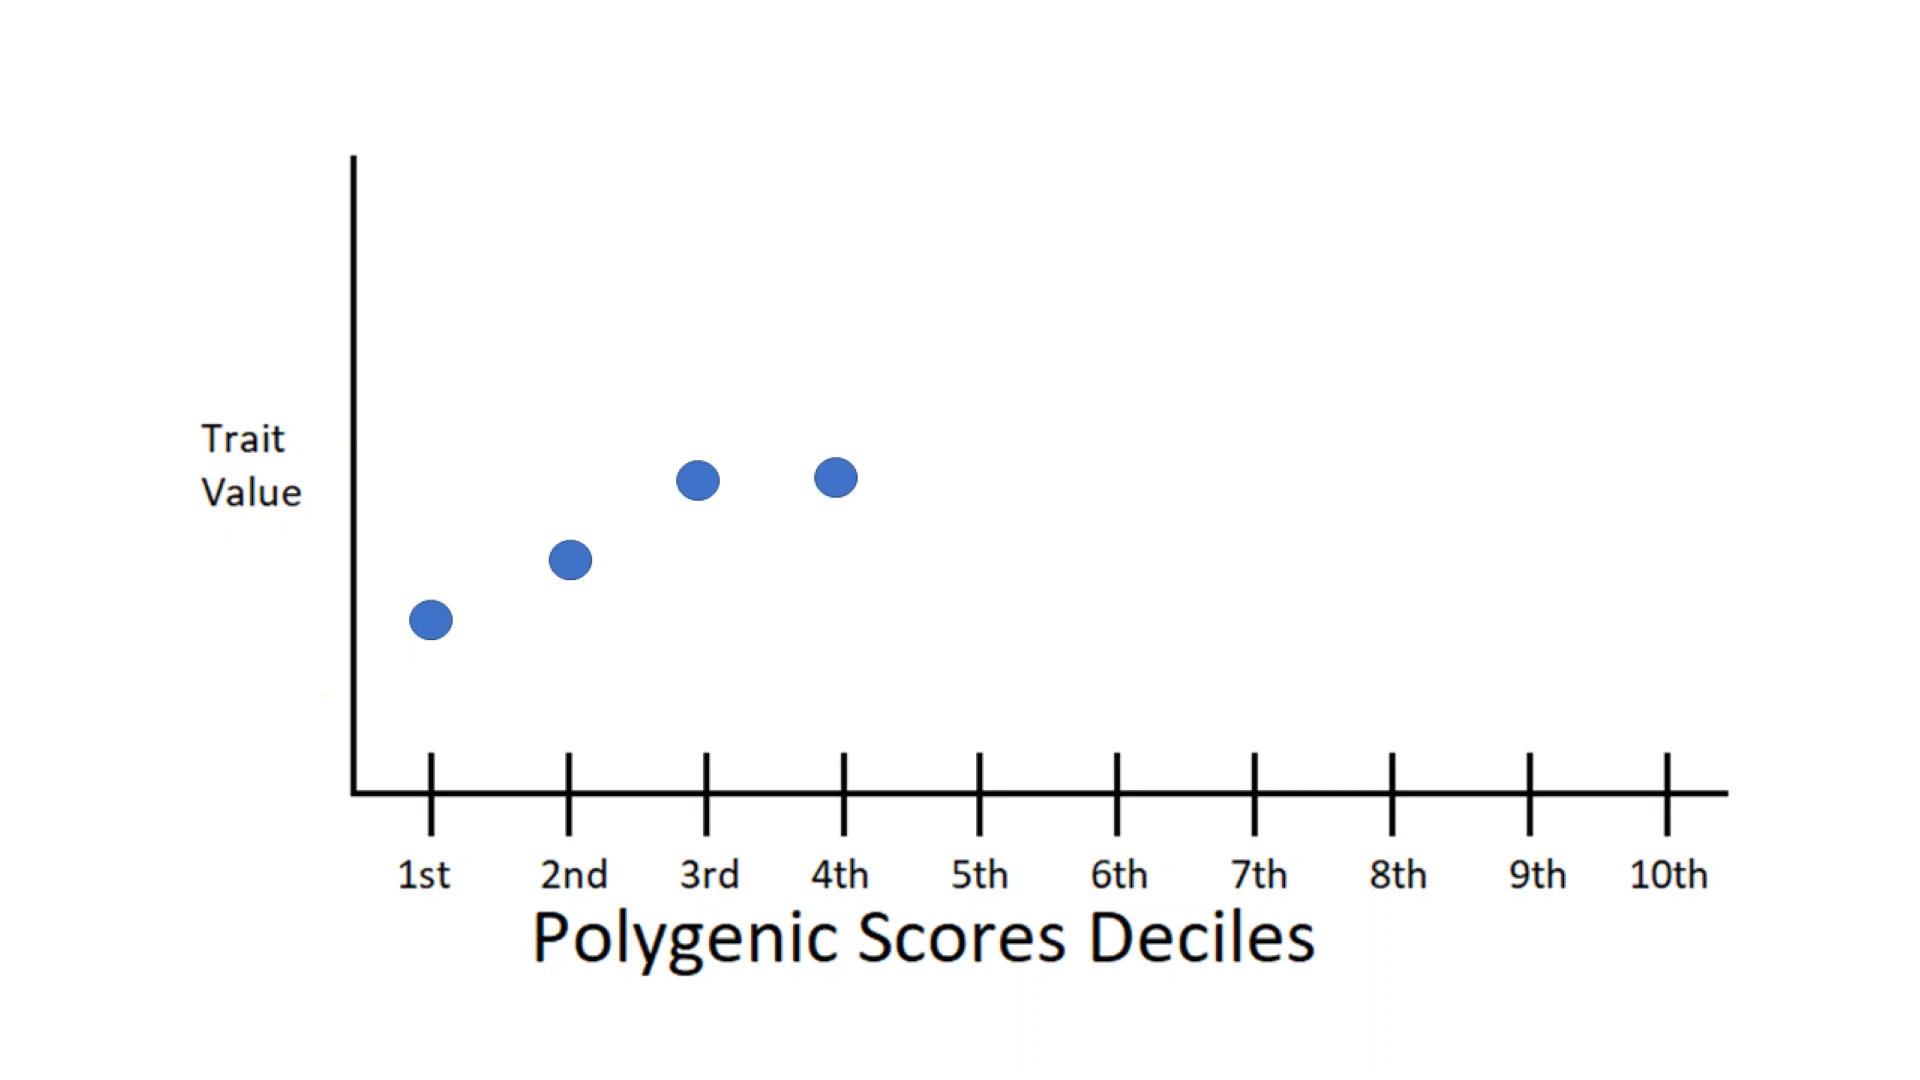 Trait
Value
1st 2nd 3rd 4th 5th 6th 7th 8th 9th 10th
Polygenic Scores Deciles